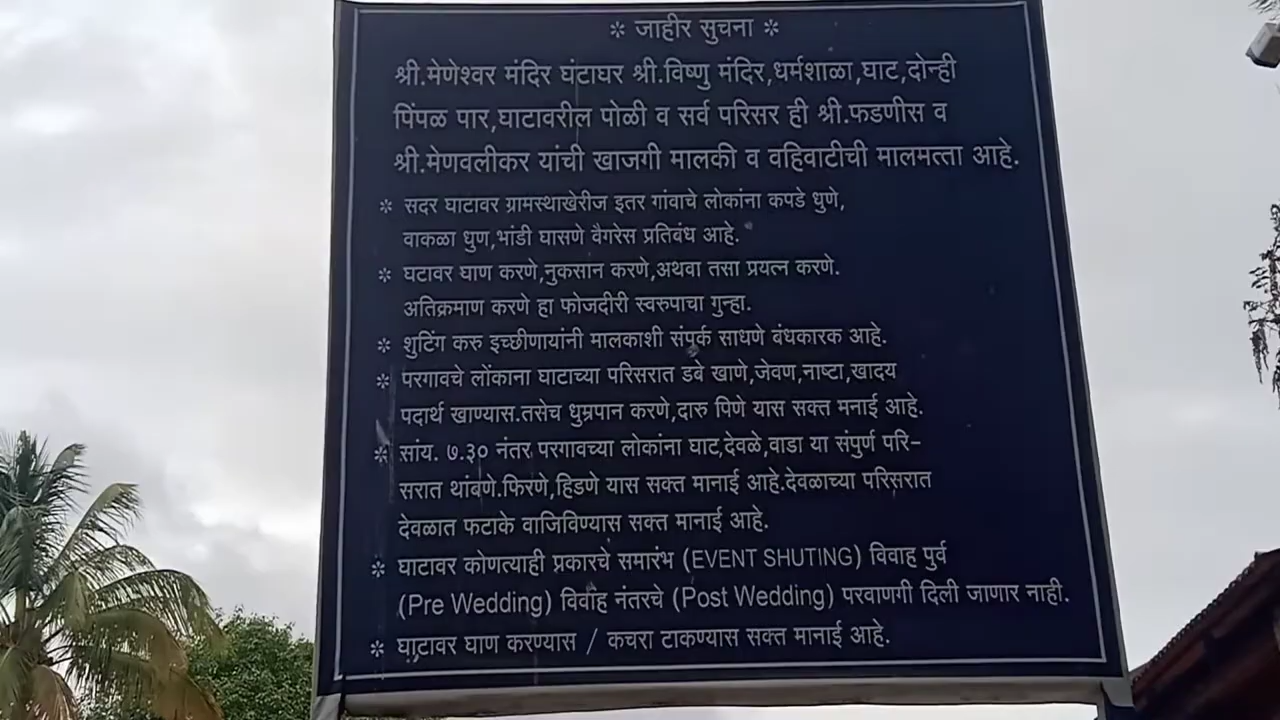 * जाहीर सुचना *
श्री.मेणेश्वर मंदिर घंटाघर श्री.विष्णु मंदिर,धर्मशाळा,घाट,दोन्ही
पिंपळ पार,घाटावरील पोळी व सर्व परिसर ही श्री.फडणीस व
श्री.मेणवलीकर यांची खाजगी मालकी व वहिवाटीची मालमत्ता आहे.
* सदर घाटावर ग्रामस्थाखेरीज इतर गांवाचे लोकांना कपडे धुणे,
वाकळा धुण,भांडी घासणे वैगरेस प्रतिबंध आहे.
* घटावर घाण करणे,नुकसान करणे,अथवा तसा प्रयत्न करणे.
अतिक्रमाण करणे हा फोजदीरी स्वरुपाचा गुन्हा.
* शुटिंग करु इच्छीणायांनी मालकाशी संपुर्क साधणे बंधकारक आहे.
* परगावचे लोंकाना घाटाच्या परिसरात डबे खाणे,जेवण,नाष्टा,खादय
पदार्थ खाण्यास.तसेच धुम्रपान करणे,दारु पिणे यास सक्त मनाई आहे.
* सांय. ७.३० नंतर परगावच्या लोकांना घाट,देवळे,वाडा या संपुर्ण परि-
सरात थांबणे.फिरणे,हिडणे यास सक्त मानाई आहे.देवळाच्या परिसरात
देवळात फटाके वाजिविण्यास सक्त मानाई आहे.
* घाटावर कोणत्याही प्रकारचे समारंभ (EVENT SHUTING) विवाह पुर्व
(Pre Wedding) विवाह नंतरचे (Post Wedding) परवाणगी दिली जाणार नाही.
* घाटावर घाण करण्यास / कचरा टाकण्यास सक्त मानाई आहे.